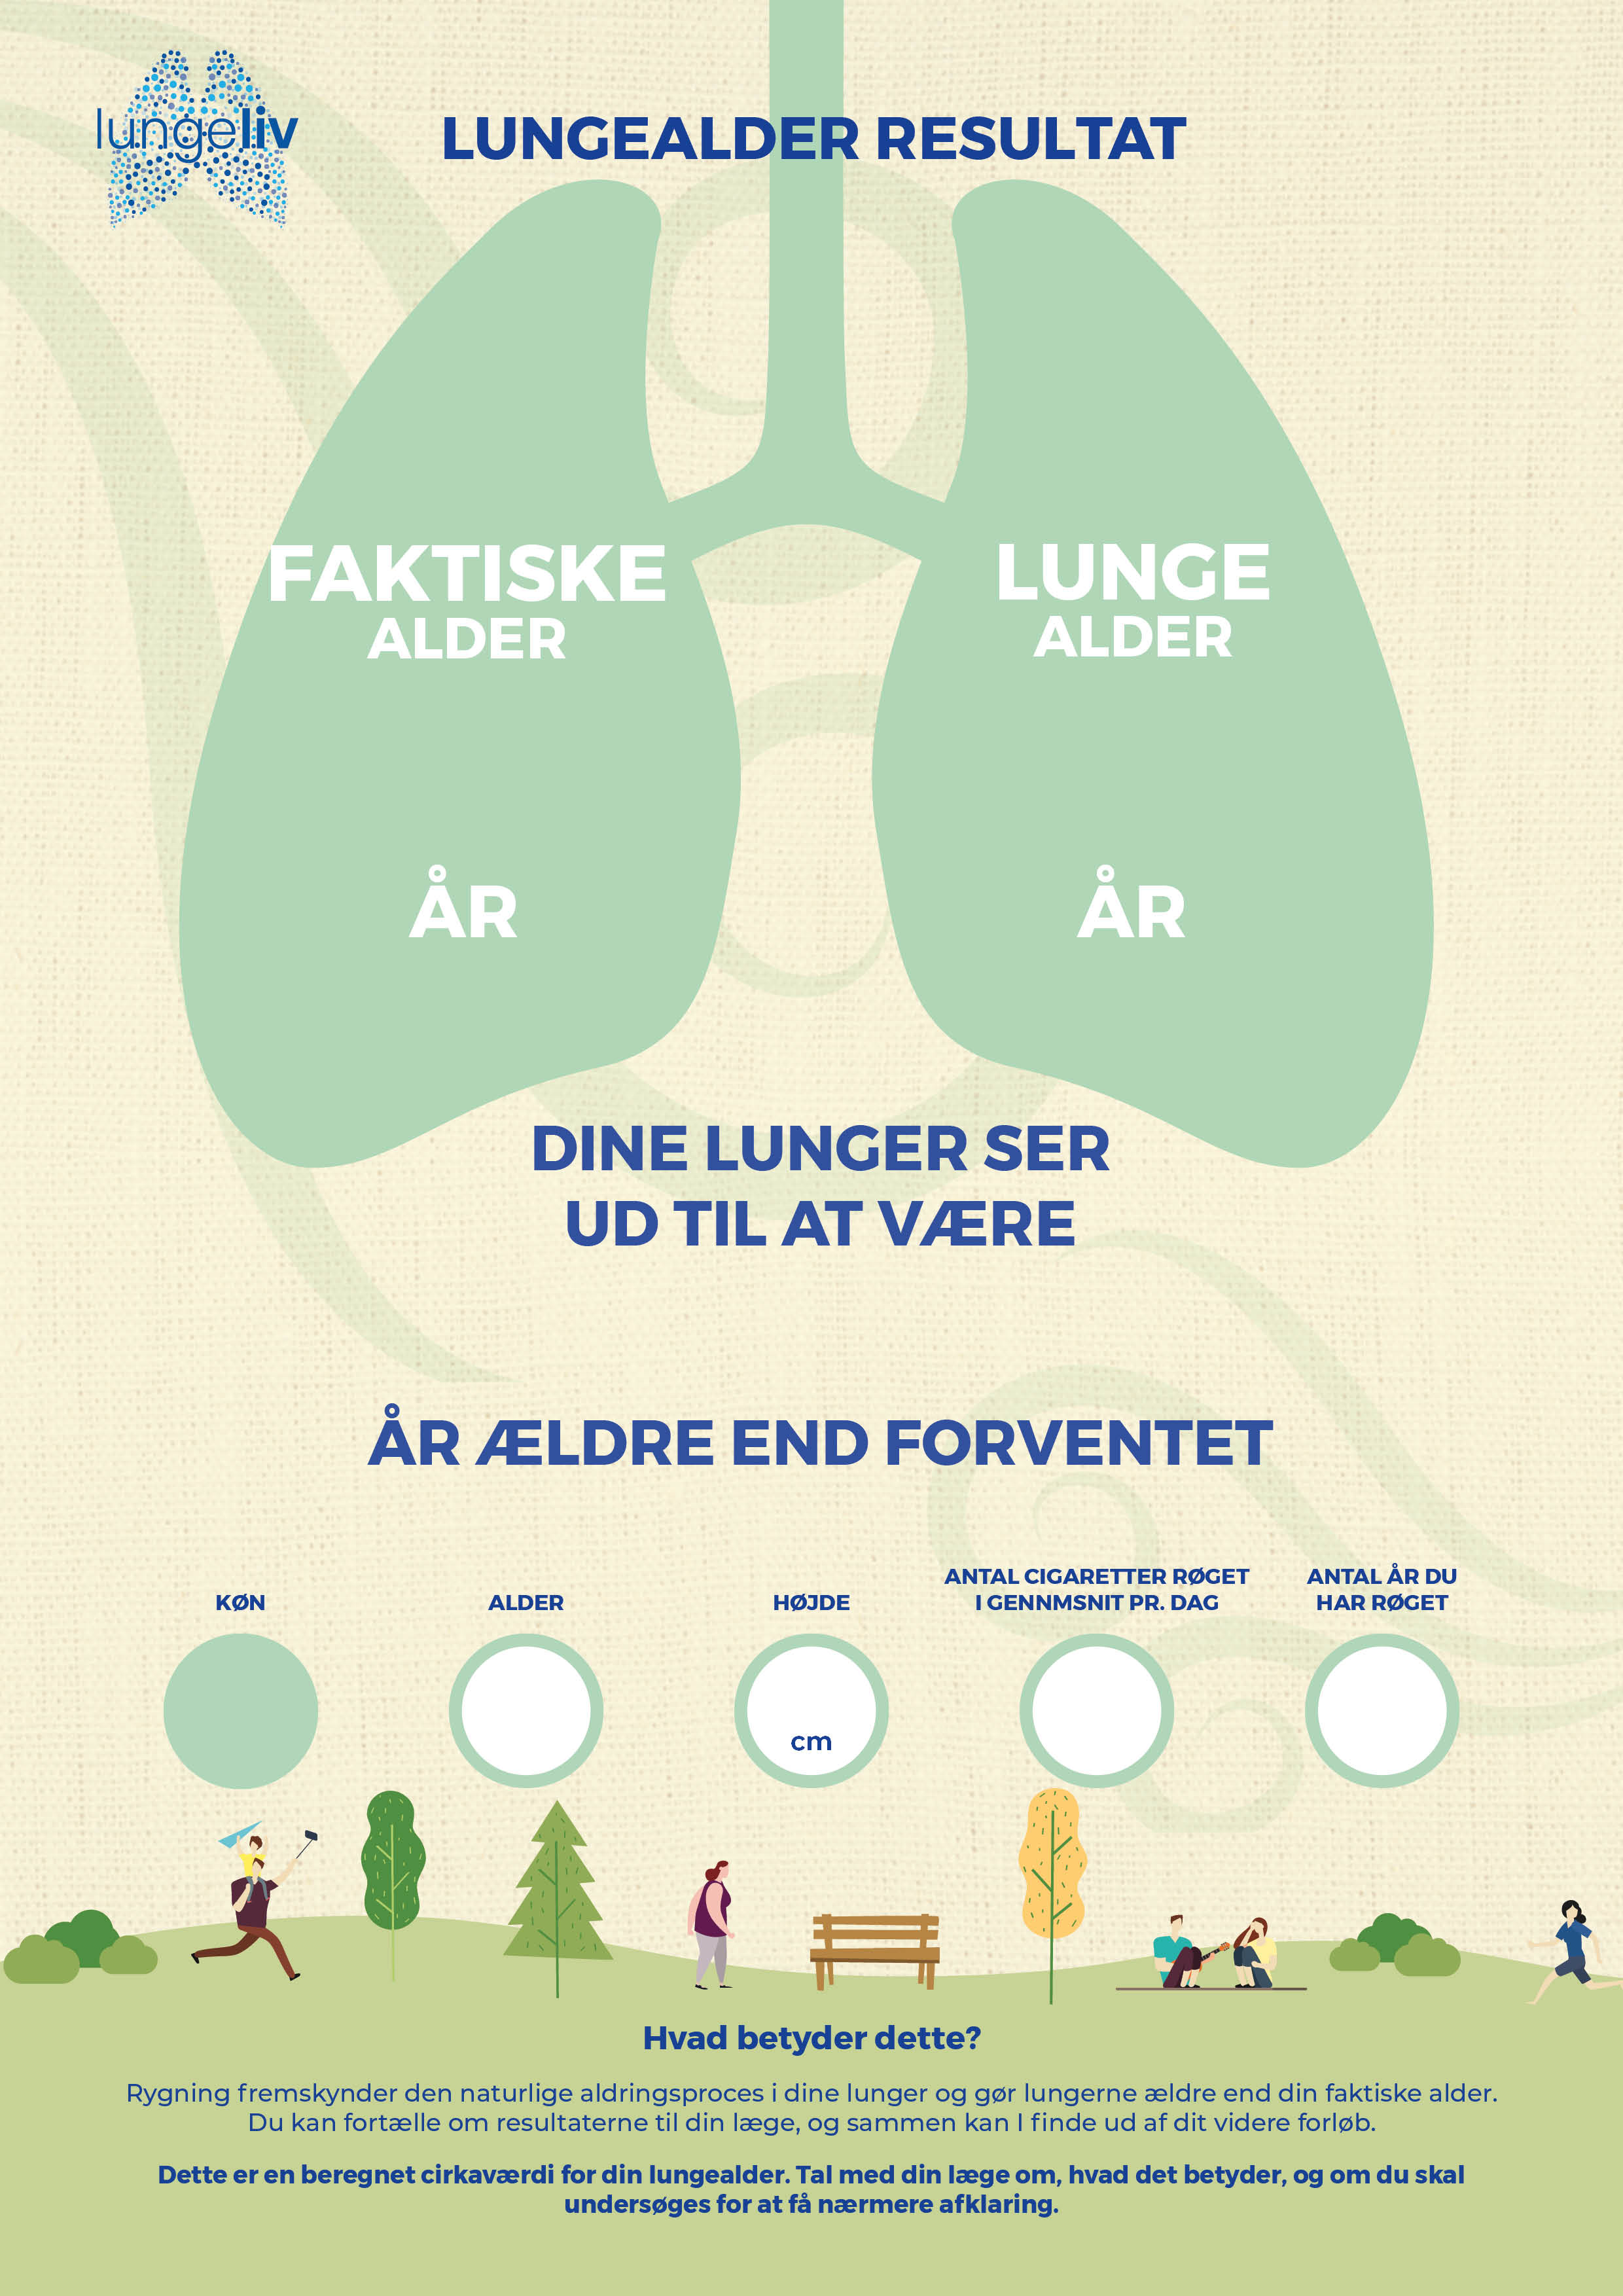 lungeliv
LUNGEALDER RESULTAT
FAKTISKE
ALDER
ÅR
LUNGE
ALDER
ÅR
DINE LUNGER SER
UD TIL AT VÆRE
ÅR ÆLDRE END FORVENTET
KØN
ALDER
HØJDE
cm
ANTAL CIGARETTER RØGET
I GENNMSNIT PR. DAG
ANTAL ÅR DU
HAR RØGET
Hvad betyder dette?
Rygning fremskynder den naturlige aldringsproces i dine lunger og gør lungerne ældre end din faktiske alder.
Du kan fortælle om resultaterne til din læge, og sammen kan I finde ud af dit videre forløb.
Dette er en beregnet cirkaværdi for din lungealder. Tal med din læge om, hvad det betyder, og om du skal
undersøges for at få nærmere afklaring.